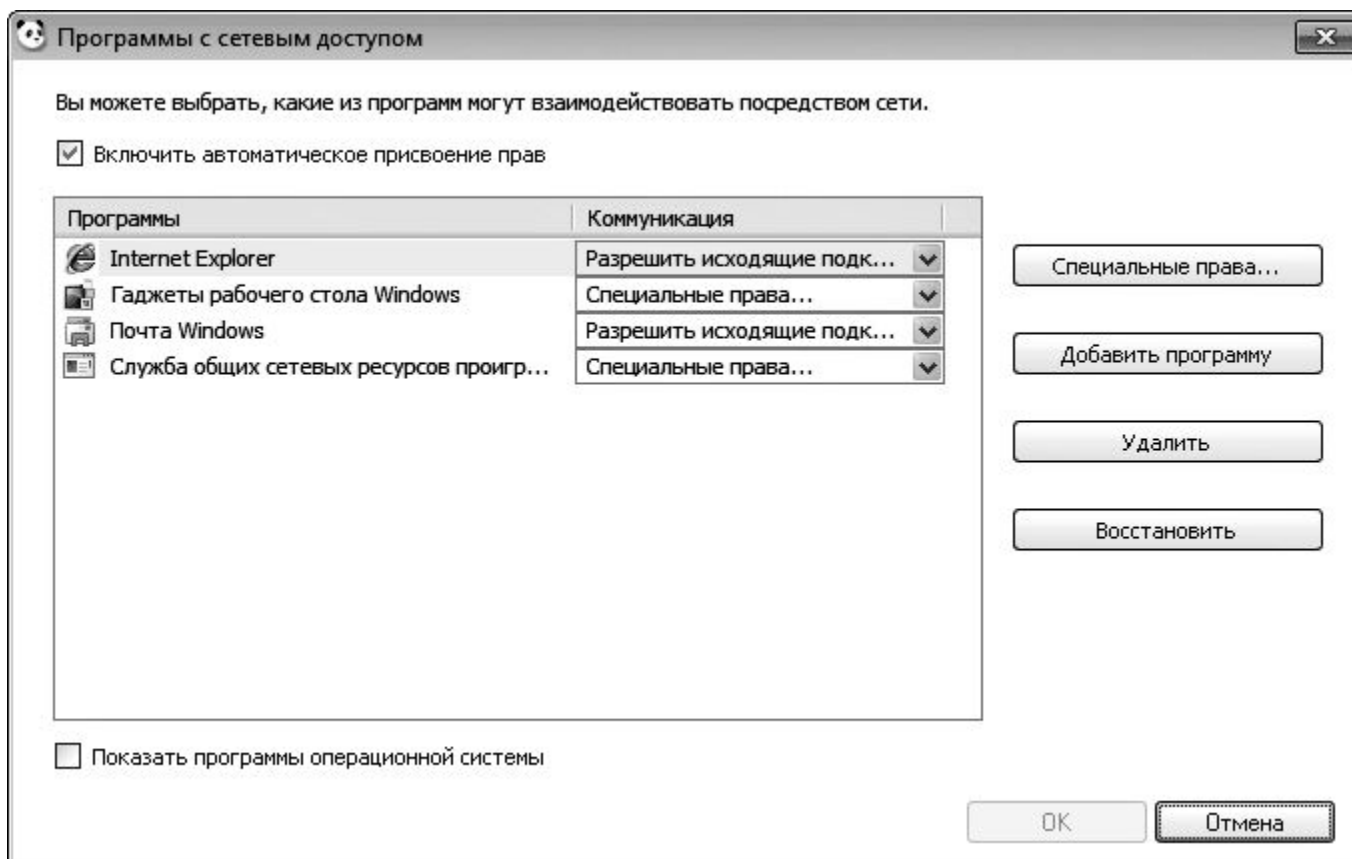 Программы с сетевым доступом
Вы можете выбрать, какие из программ могут взаимодействовать посредством сети.
Включить автоматическое присвоение прав
Программы Коммуникация
Internet Explorer Разрешить исходящие подк...
Гаджеты рабочего стола Windows Специальные права...
Почта Windows Разрешить исходящие подк...
Служба общих сетевых ресурсов проигр... Специальные права...
Специальные права...
Добавить программу
Удалить
Восстановить
Показать программы операционной системы
OK Отмена